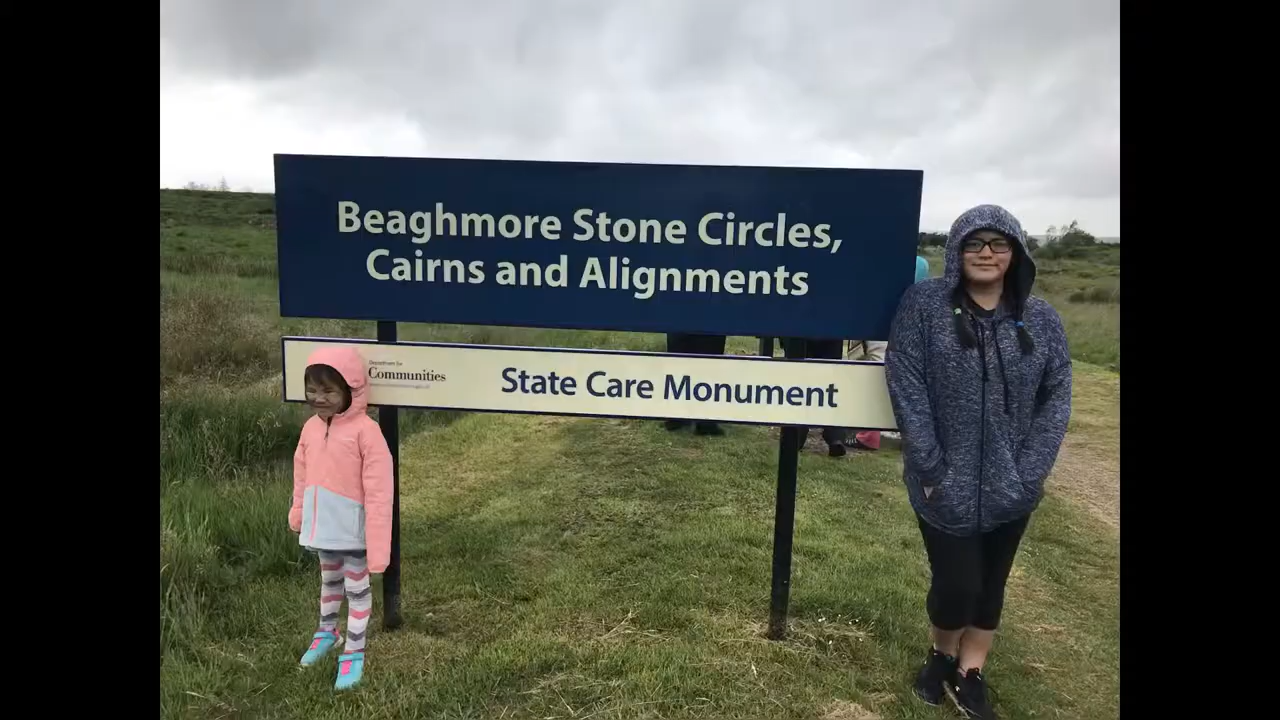 Beaghmore Stone Circles,
Cairns and Alignments
Department for
Communities
State Care Monument